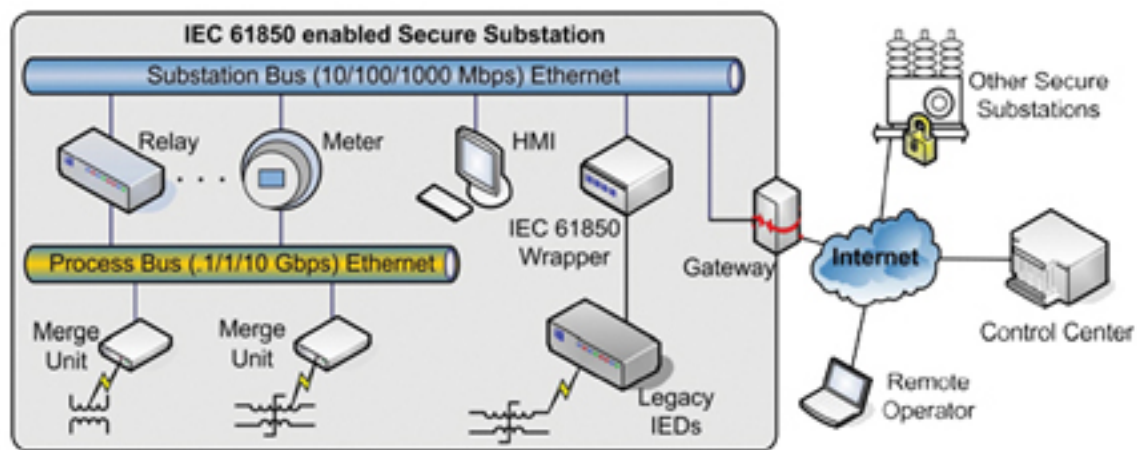 IEC 61850 enabled Secure Substation
Substation Bus (10/100/1000 Mbps) Ethernet
Relay
Meter
HMI
IEC 61850
Wrapper
Gateway
Process Bus (.1/1/10 Gbps) Ethernet
Merge
Unit
Merge
Unit
Legacy
IEDs
Other Secure
Substations
Internet
Control Center
Remote
Operator